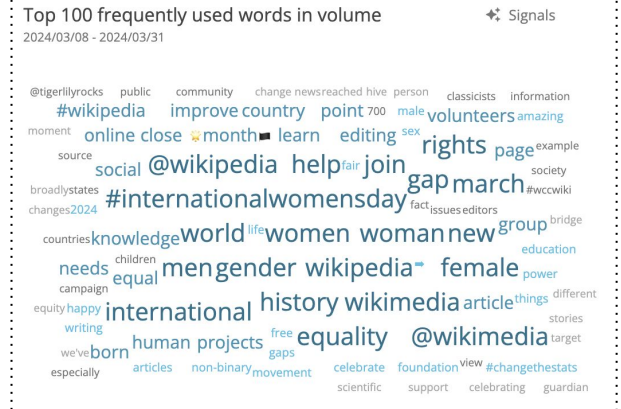 Top 100 frequently used words in volume
Signals
2024/03/08 - 2024/03/31
@tigerlilyrocks public community change news reached hive person classicists information
#wikipedia improve country point 700 male volunteers amazing
moment online close month learn editing sex rights page example
source social @wikipedia help fair join gap march society
broadly states #internationalwomensday #wccwiki
changes 2024 fact issues editors
countries knowledge world life women woman new group bridge
education
needs children equal men gender wikipedia female power
campaign
equity happy international history wikimedia article things different
writing stories
we've born human projects free gaps equality @wikimedia target
especially articles non-binary movement celebrate foundation view #changethestats
scientific support celebrating guardian